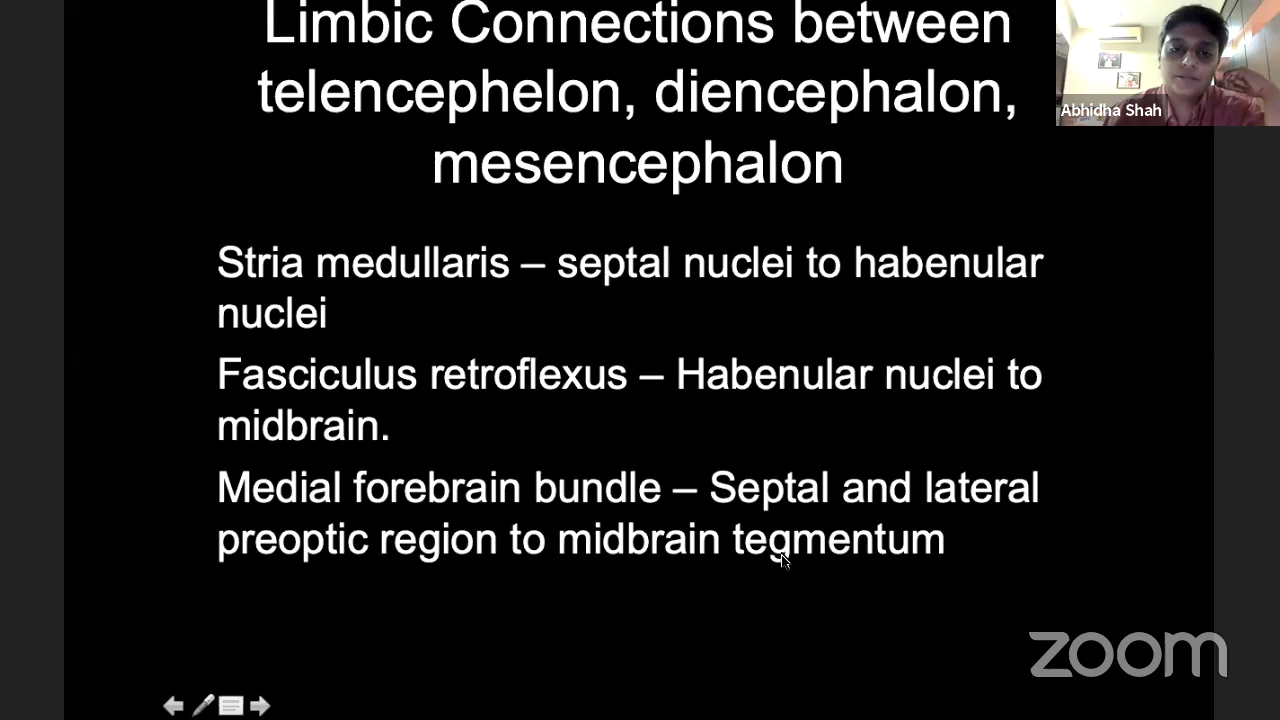 Limbic Connections between
telencephelon, diencephalon,
mesencephalon
Abhidha Shah
Stria medullaris – septal nuclei to habenular
nuclei
Fasciculus retroflexus – Habenular nuclei to
midbrain.
Medial forebrain bundle – Septal and lateral
preoptic region to midbrain tegmentum
zoom